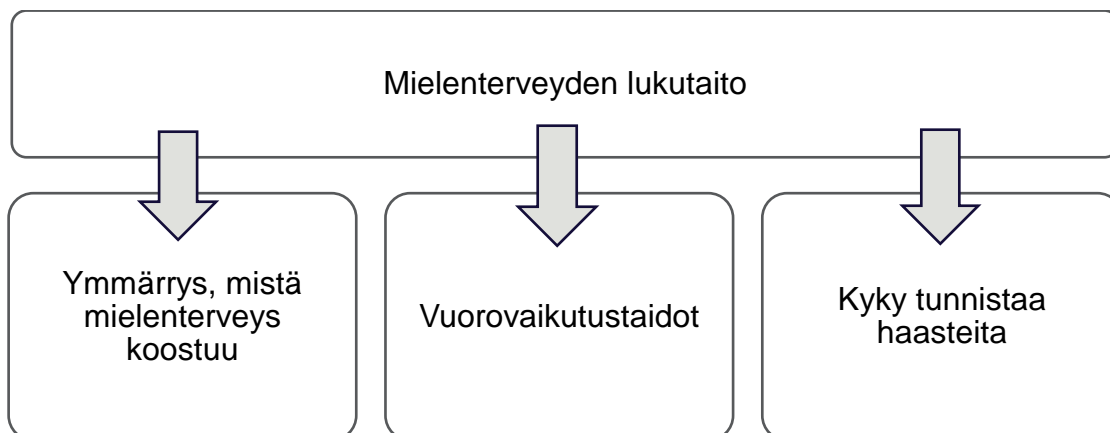 Mielenterveyden lukutaito
Ymmärrys, mistä
mielenterveys
koostuu
Vuorovaikutustaidot
Kyky tunnistaa
haasteita